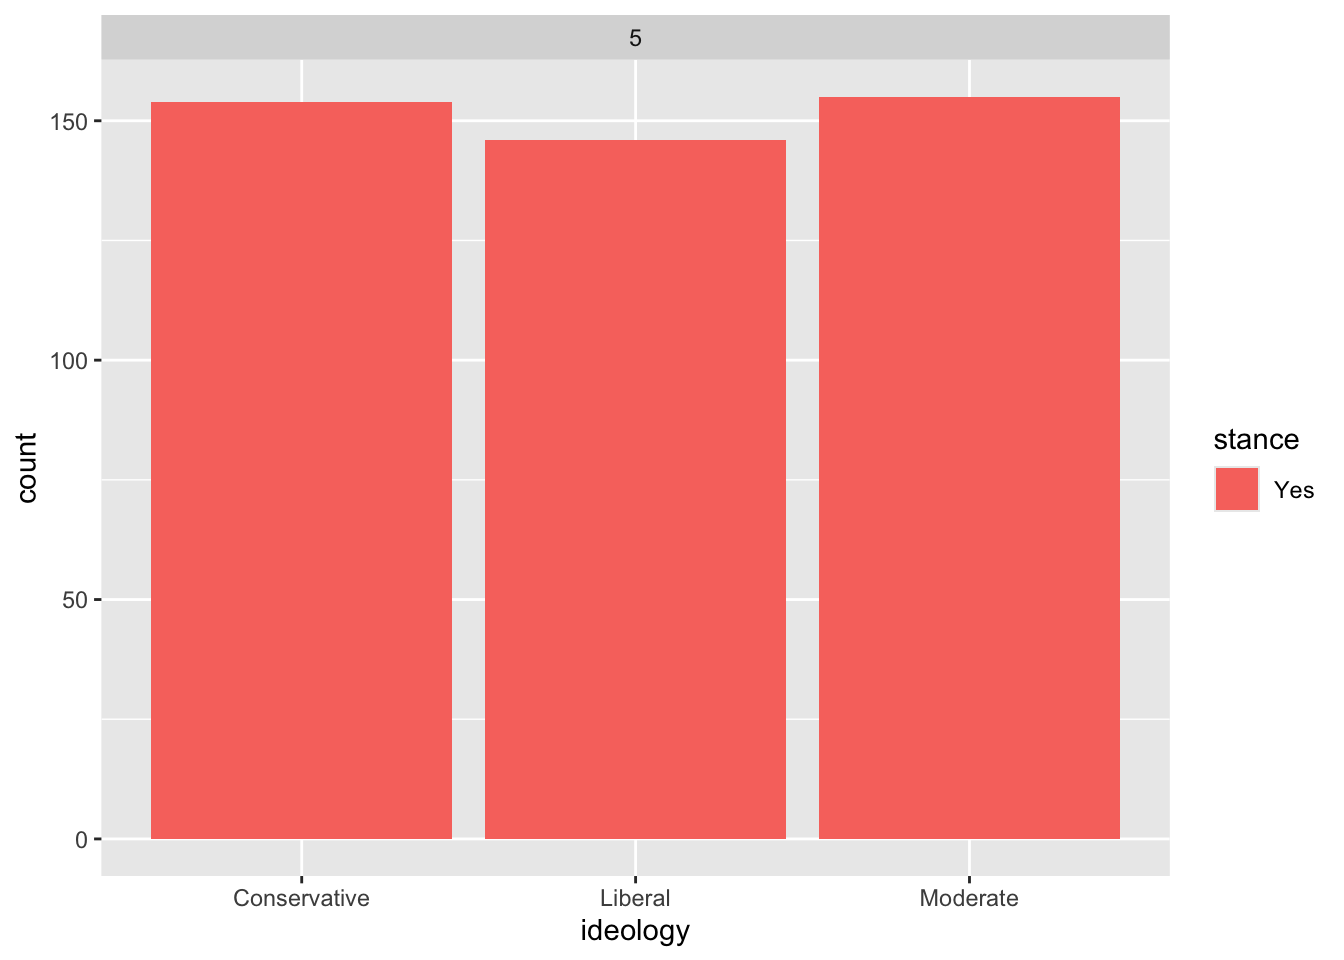 5
150
100
50
0
count
Conservative
Liberal
Moderate
ideology
stance
Yes